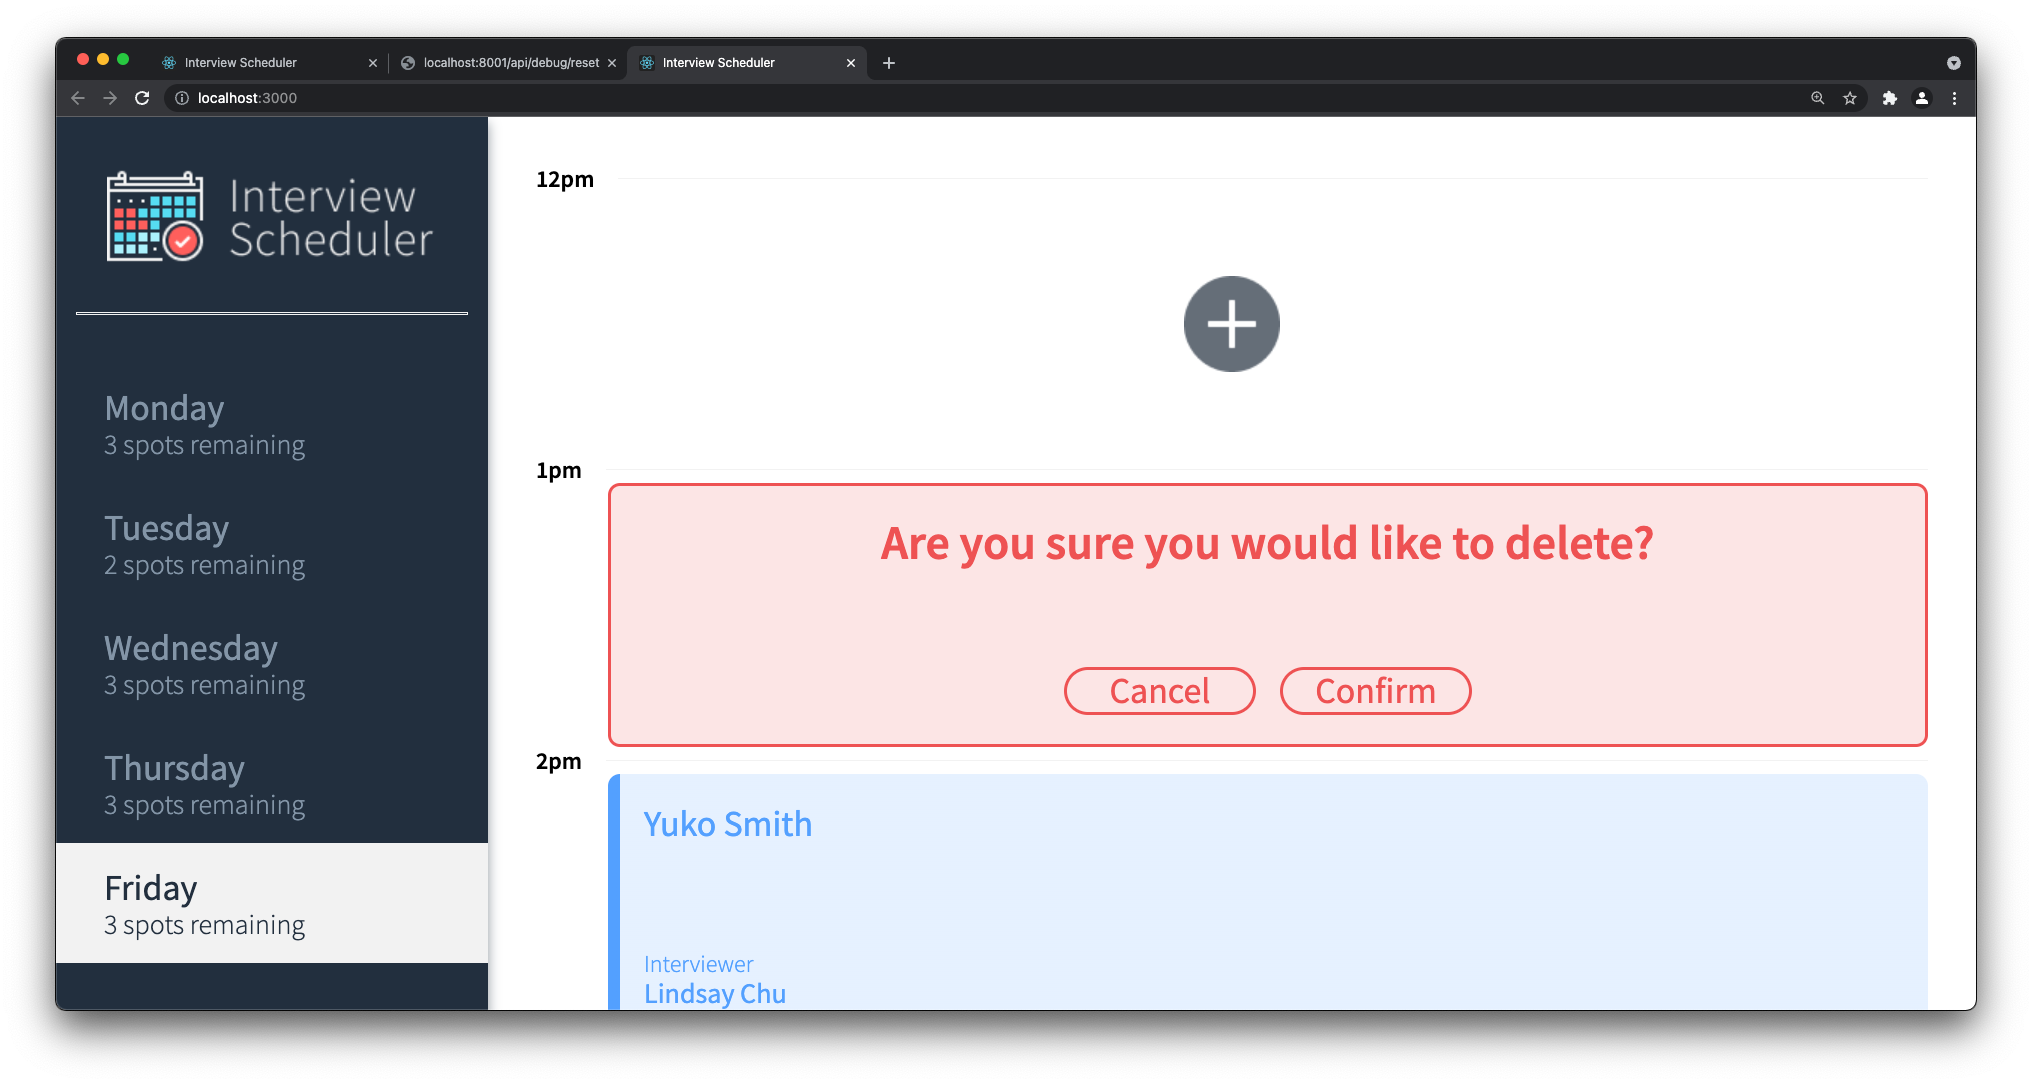 Interview Scheduler
localhost:8001/api/debug/reset
Interview Scheduler
localhost:3000
Interview
Scheduler
Monday
3 spots remaining
Tuesday
2 spots remaining
Wednesday
3 spots remaining
Thursday
3 spots remaining
Friday
3 spots remaining
12pm
1pm
Are you sure you would like to delete?
Cancel
Confirm
2pm
Yuko Smith
Interviewer
Lindsay Chu